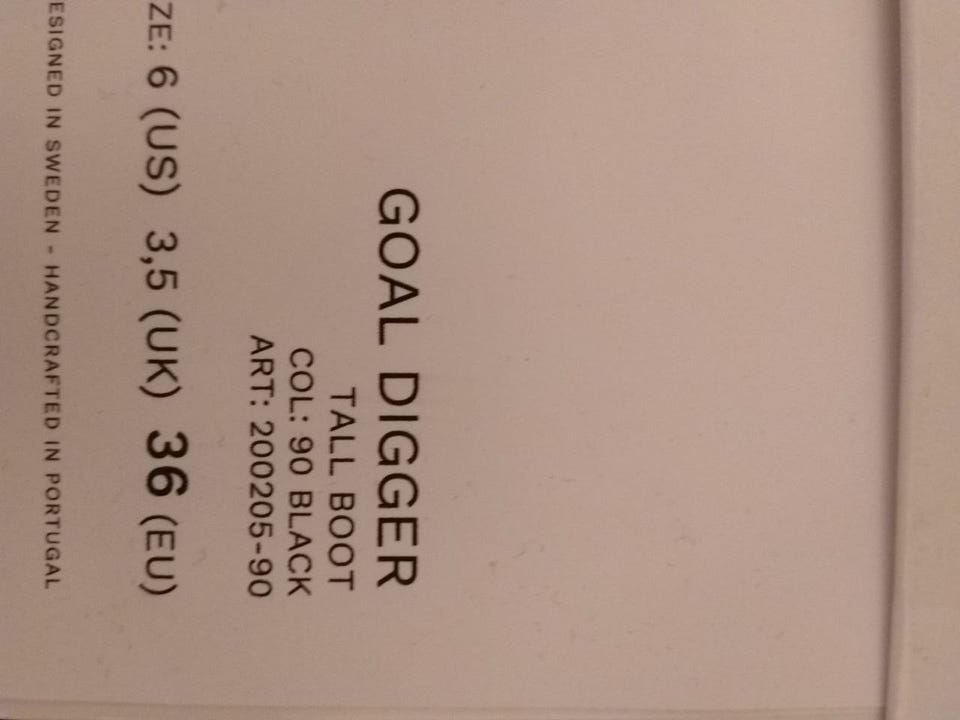 GOAL DIGGER
TALL BOOT
COL: 90 BLACK
ART: 200205-90
ZE: 6 (US) 3,5 (UK) 36 (EU)
ESIGNED IN SWEDEN - HANDCRAFTED IN PORTUGAL